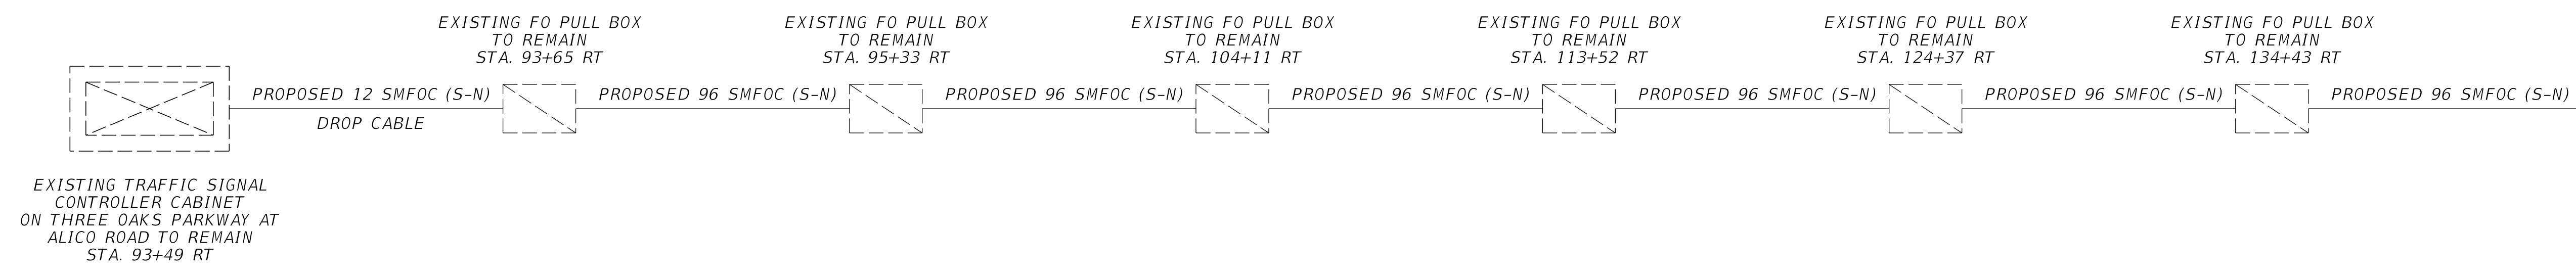 EXISTING FO PULL BOX
TO REMAIN
STA. 93+65 RT
EXISTING FO PULL BOX
TO REMAIN
STA. 95+33 RT
EXISTING FO PULL BOX
TO REMAIN
STA. 104+11 RT
EXISTING FO PULL BOX
TO REMAIN
STA. 113+52 RT
EXISTING FO PULL BOX
TO REMAIN
STA. 124+37 RT
EXISTING FO PULL BOX
TO REMAIN
STA. 134+43 RT
PROPOSED 12 SMFOC (S-N)
DROP CABLE
PROPOSED 96 SMFOC (S-N)
PROPOSED 96 SMFOC (S-N)
PROPOSED 96 SMFOC (S-N)
PROPOSED 96 SMFOC (S-N)
PROPOSED 96 SMFOC (S-N)
PROPOSED 96 SMFOC (S-N)
EXISTING TRAFFIC SIGNAL
CONTROLLER CABINET
ON THREE OAKS PARKWAY AT
ALICO ROAD TO REMAIN
STA. 93+49 RT